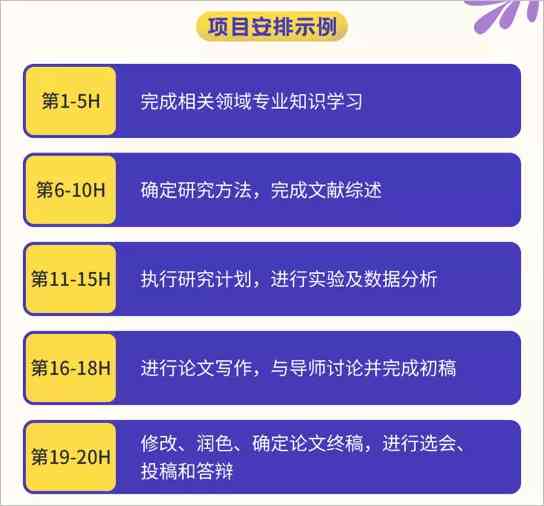 项目安排示例
第1-5H
完成相关领域专业知识学习
第6-10H
确定研究方法，完成文献综述
第11-15H
执行研究计划，进行实验及数据分析
第16-18H
进行论文写作，与导师讨论并完成初稿
第19-20H
修改、润色、确定论文终稿，进行选会、
投稿和答辩